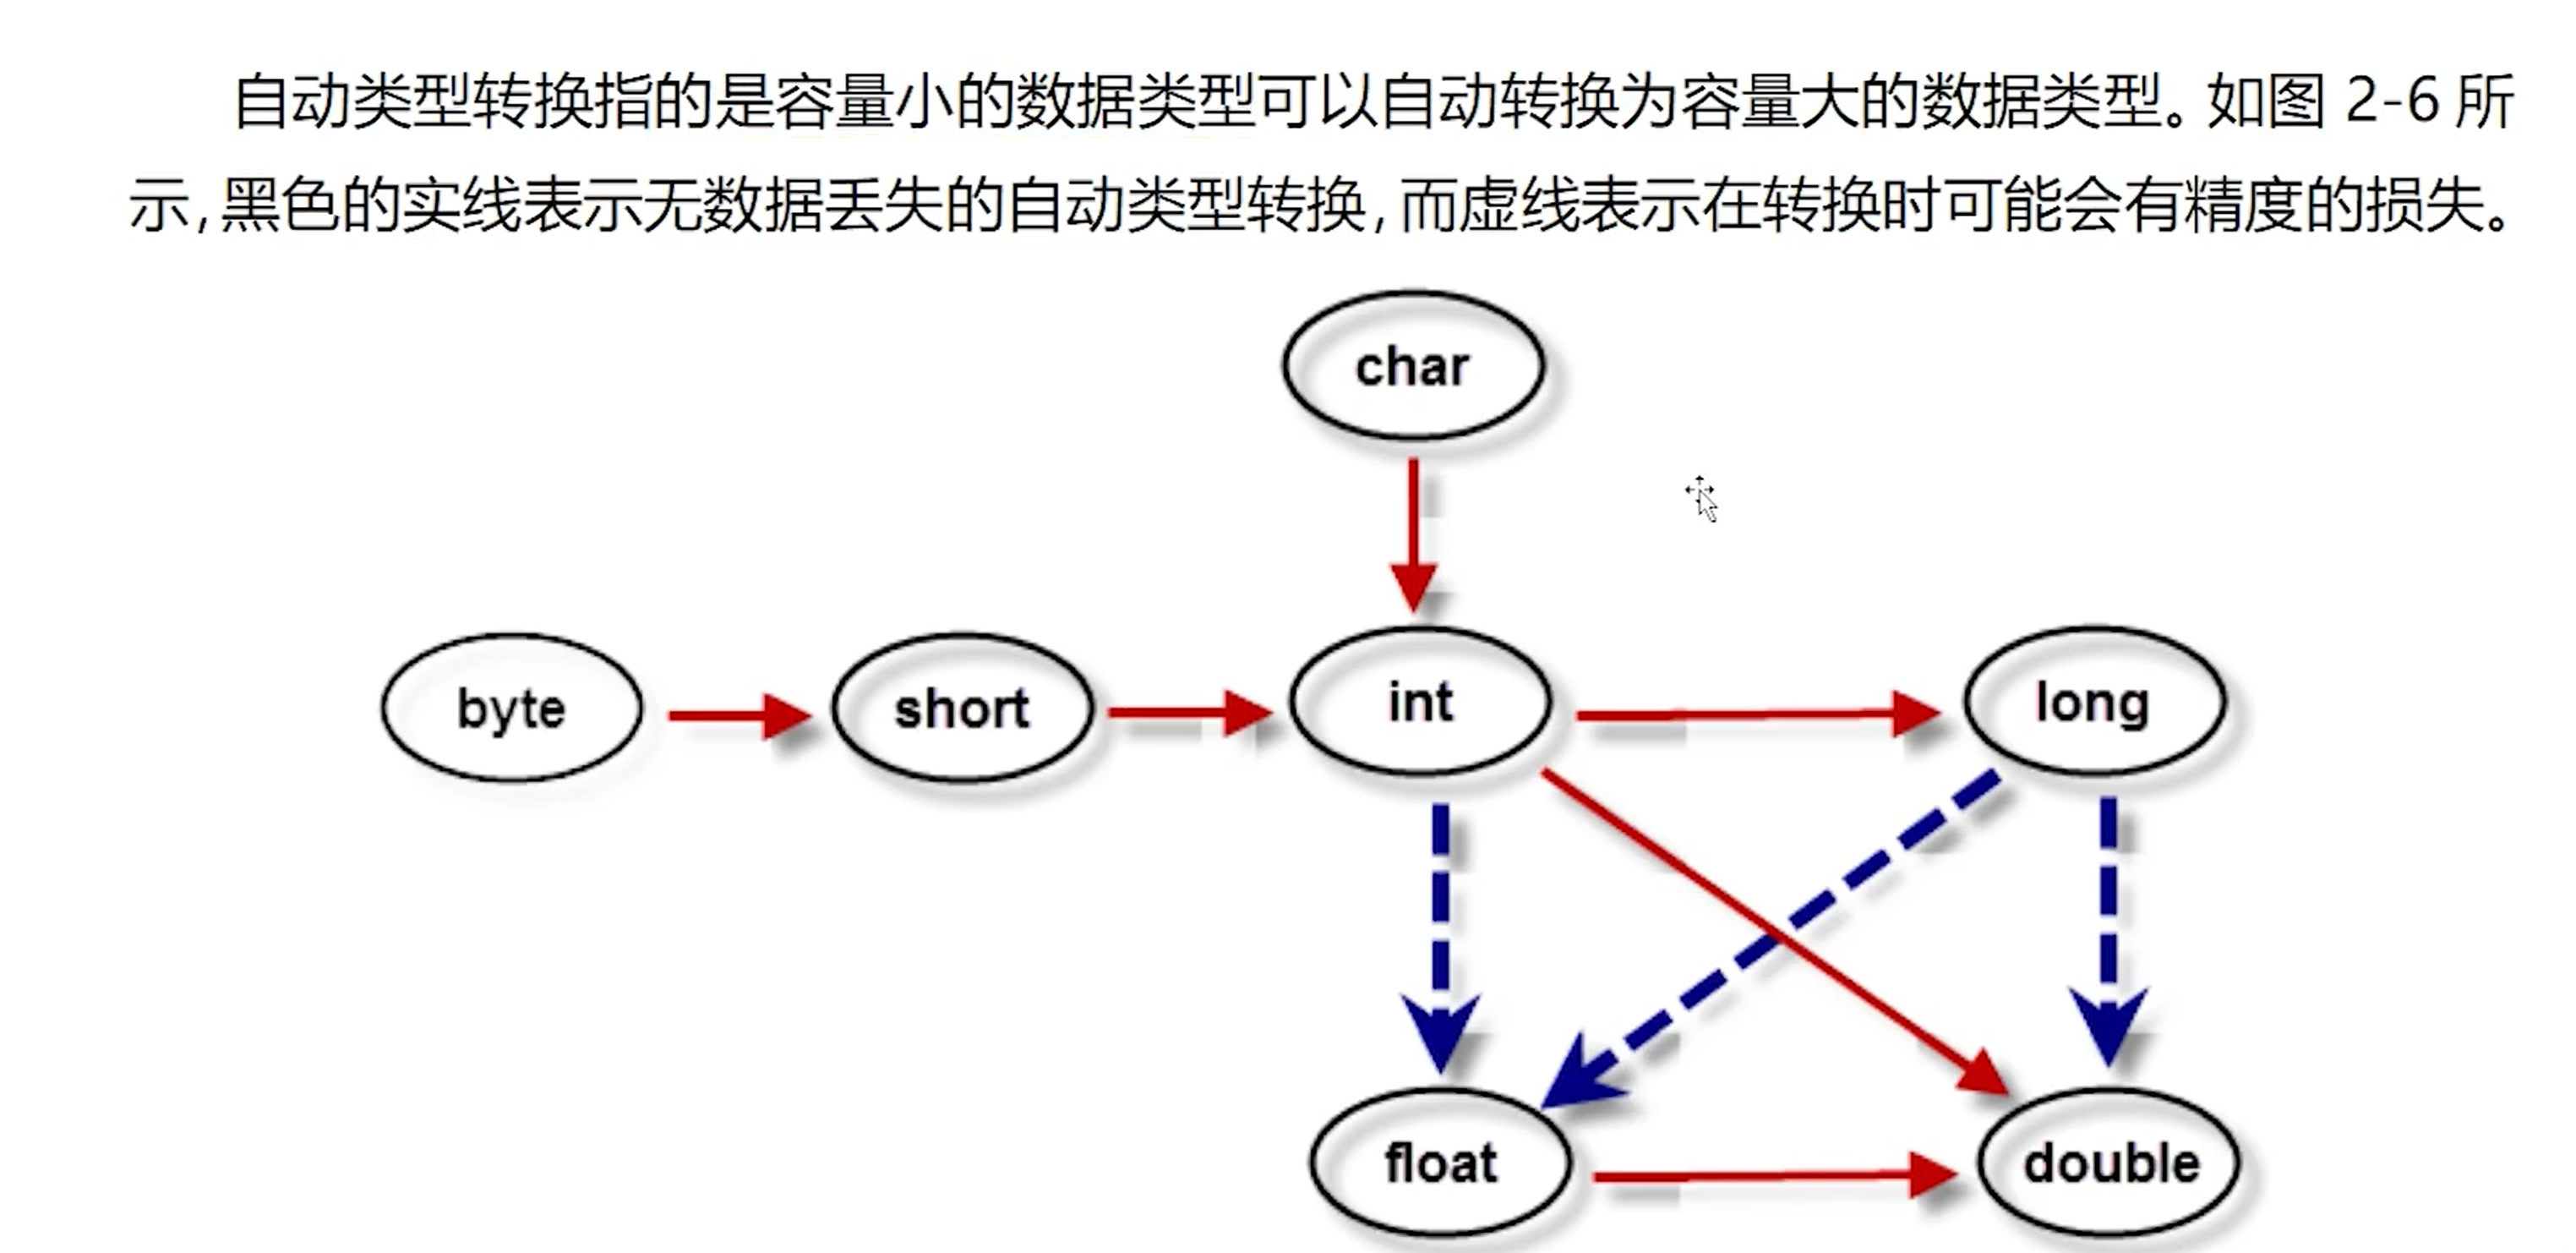 自动类型转换指的是容量小的数据类型可以自动转换为容量大的数据类型。如图 2-6 所
示,黑色的实线表示无数据丢失的自动类型转换,而虚线表示在转换时可能会有精度的损失。
char
byte
short
int
long
float
double